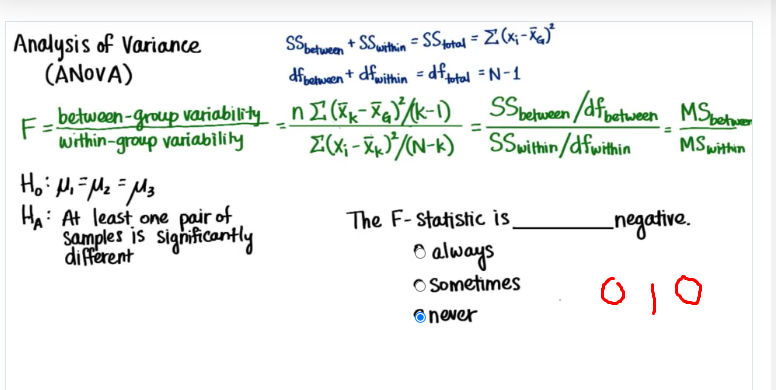 Analysis of Variance
(ANOVA)
SSbetween + SSwithin = SStotal = Σ(xᵢ-x̄G)²
dfbetween + dfwithin = dftotal = N-1
F = between-group variability / within-group variability = n Σ(x̄k-x̄G)²/(k-1) / Σ(xᵢ-x̄k)²/(N-k) = SSbetween/dfbetween / SSwithin/dfwithin = MSbetween / MSwithin
H₀: μ₁=μ₂=μ₃
HA: At least one pair of
samples is significantly
different
The F-statistic is ______ negative.
always
sometimes
never
0 1 0